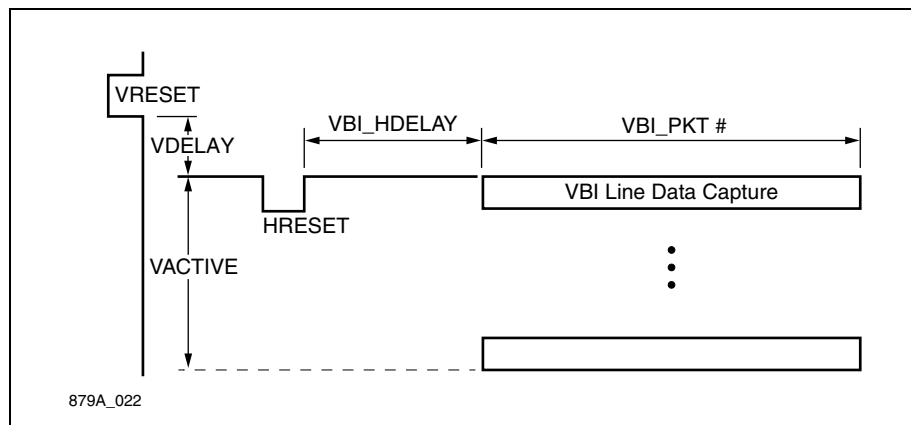 VRESET
VDELAY
VBI_HDELAY
VBI_PKT #
VBI Line Data Capture
HRESET
VACTIVE
879A_022